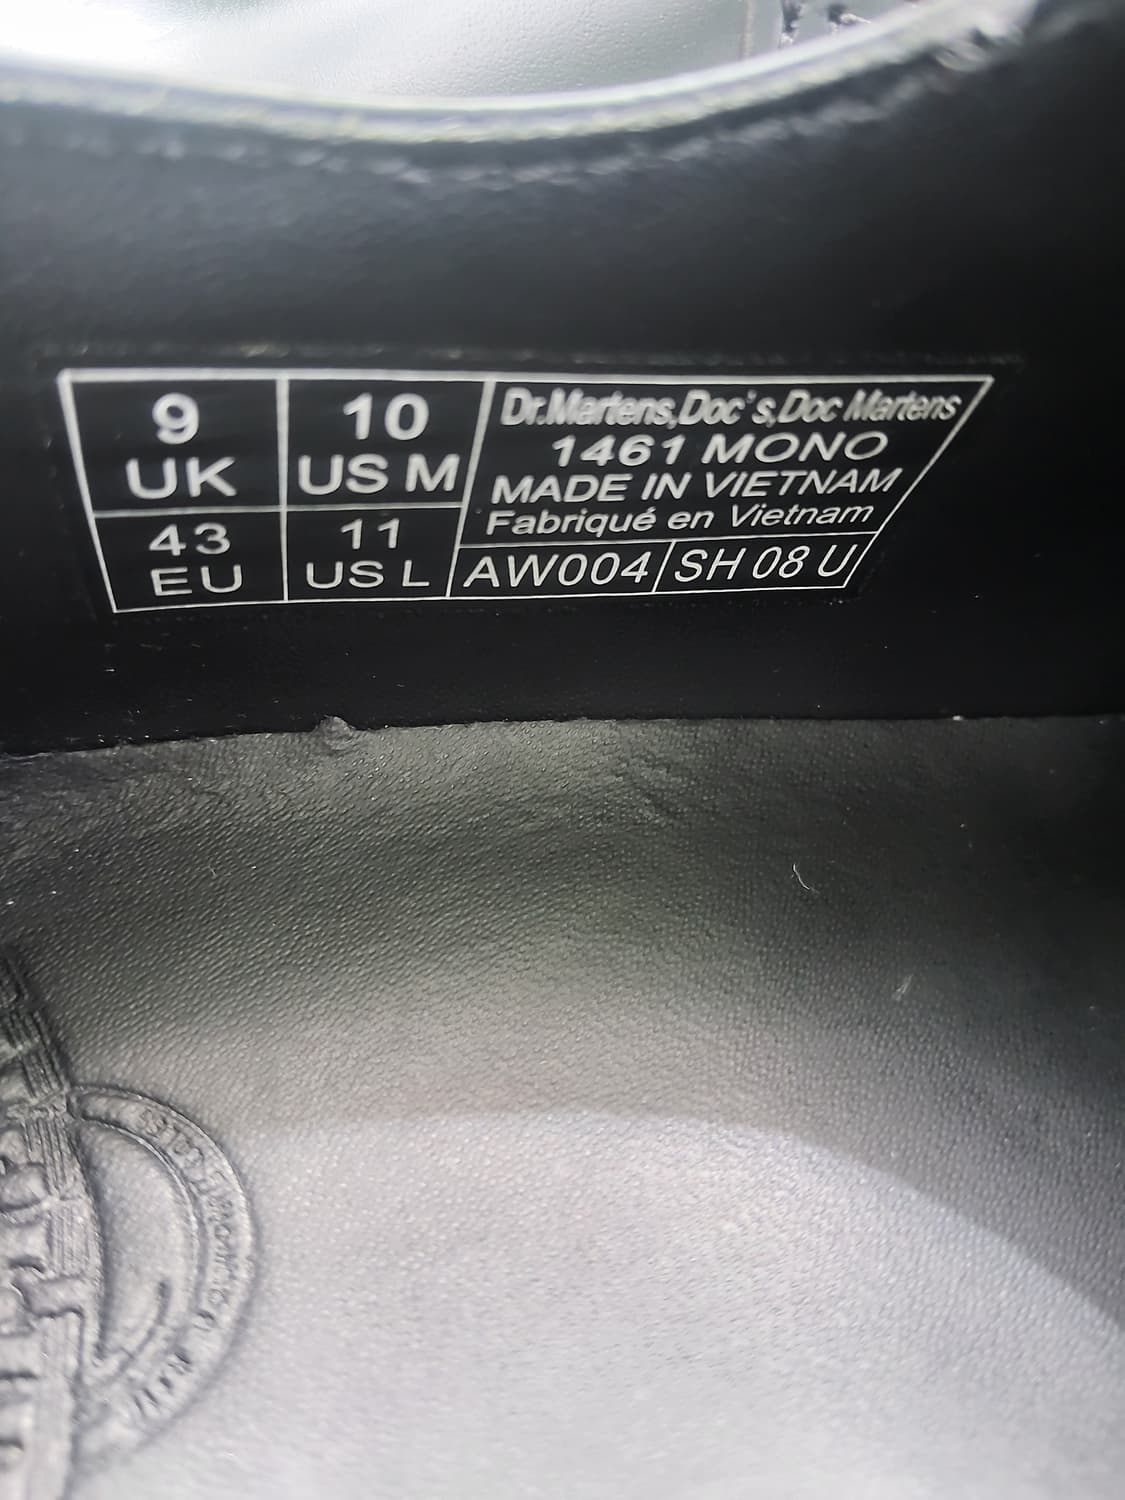 9
UK
10
US M
43
EU
11
US L
Dr.Martens,Doc's,Doc Martens
1461 MONO
MADE IN VIETNAM
Fabriqué en Vietnam
AW004
SH 08 U